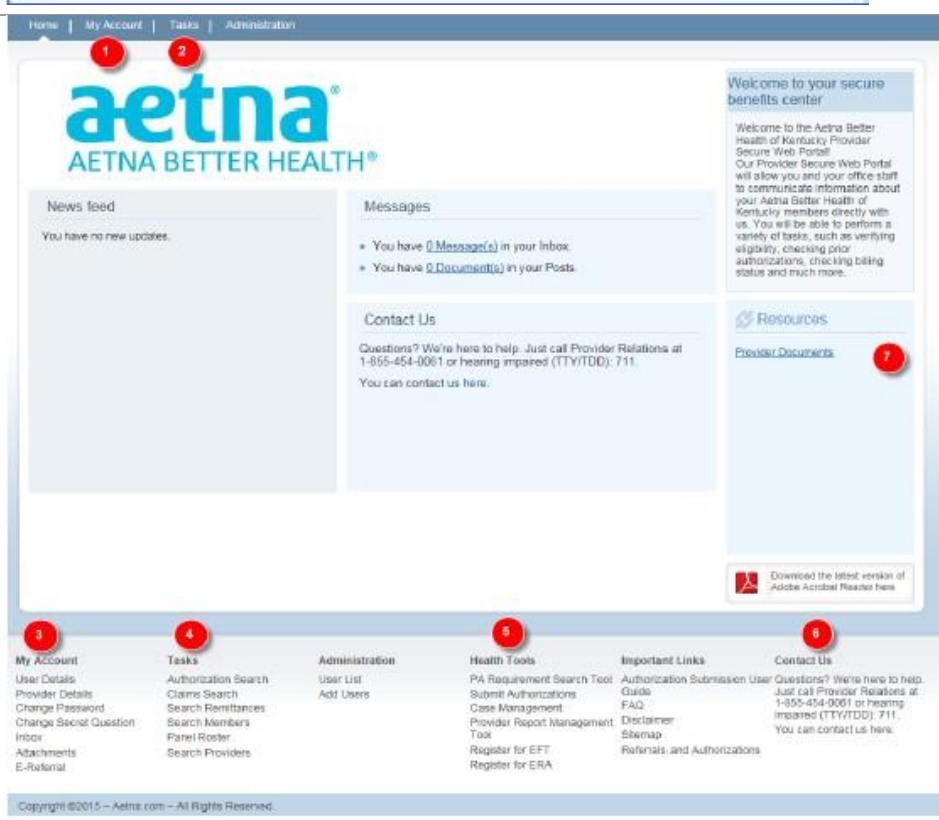 Home | My Account | Tasks | Administration
1
2
aetna®
AETNA BETTER HEALTH®
News feed
You have no new updates.
Messages
You have 0 Message(s) in your Inbox.
You have 0 Document(s) in your Posts.
Contact Us
Questions? We're here to help. Just call Provider Relations at
1-855-454-0061 or hearing impaired (TTY/TDD): 711.
You can contact us here.
Welcome to your secure
benefits center
Welcome to the Aetna Better
Health of Kentucky Provider
Secure Web Portal!
Our Provider Secure Web Portal
will allow you and your office staff
to communicate information about
your Aetna Better Health of
Kentucky members directly with
us. You will be able to perform a
variety of tasks, such as verifying
eligibility, checking prior
authorizations, checking billing
status and much more.
Resources
Provider Documents
7
Download the latest version of
Adobe Acrobat Reader here
3
My Account
User Details
Provider Details
Change Password
Change Secret Question
Inbox
Attachments
E-Referral
4
Tasks
Authorization Search
Claims Search
Search Remittances
Search Members
Panel Roster
Search Providers
Administration
User List
Add Users
5
Health Tools
PA Requirement Search Tool
Submit Authorizations
Case Management
Provider Report Management
Tool
Register for EFT
Register for ERA
Important Links
Authorization Submission User
Guide
FAQ
Disclaimer
Sitemap
Referrals and Authorizations
6
Contact Us
Questions? We're here to help.
Just call Provider Relations at
1-855-454-0061 or hearing
impaired (TTY/TDD): 711.
You can contact us here.
Copyright ©2015 – Aetna.com – All Rights Reserved.